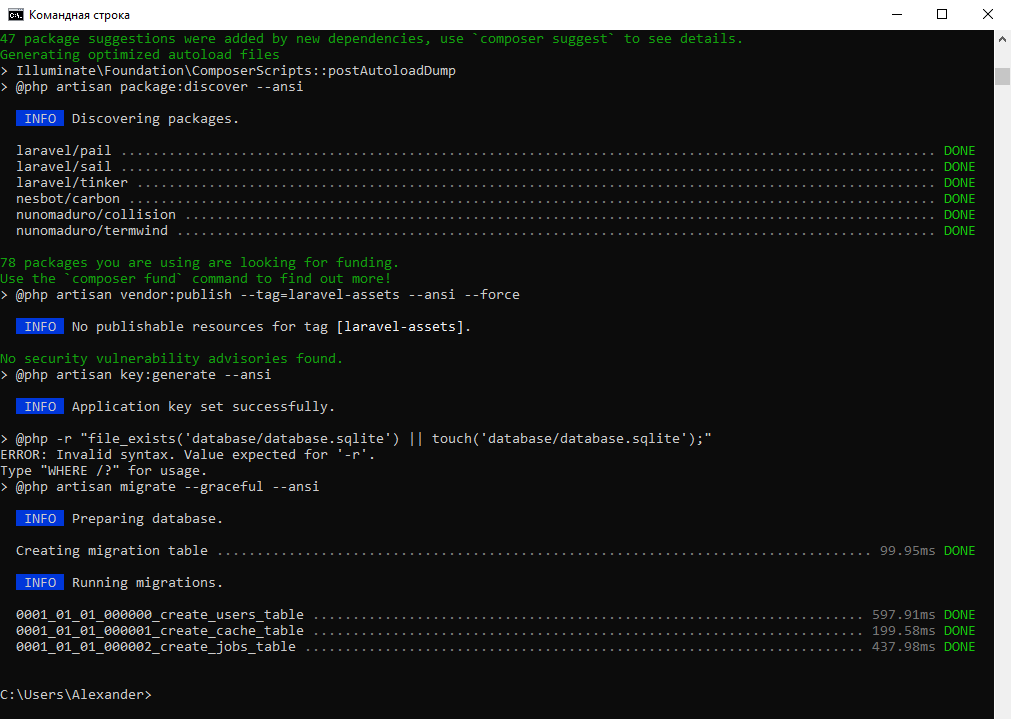 Командная строка
47 package suggestions were added by new dependencies, use `composer suggest` to see details.
Generating optimized autoload files
> Illuminate\Foundation\ComposerScripts::postAutoloadDump
> @php artisan package:discover --ansi
INFO Discovering packages.
laravel/pail ...................................................................................................... DONE
laravel/sail ...................................................................................................... DONE
laravel/tinker .................................................................................................... DONE
nesbot/carbon ..................................................................................................... DONE
nunomaduro/collision .............................................................................................. DONE
nunomaduro/termwind ............................................................................................... DONE
78 packages you are using are looking for funding.
Use the `composer fund` command to find out more!
> @php artisan vendor:publish --tag=laravel-assets --ansi --force
INFO No publishable resources for tag [laravel-assets].
No security vulnerability advisories found.
> @php artisan key:generate --ansi
INFO Application key set successfully.
> @php -r "file_exists('database/database.sqlite') || touch('database/database.sqlite');"
ERROR: Invalid syntax. Value expected for '-r'.
Type "WHERE /?" for usage.
> @php artisan migrate --graceful --ansi
INFO Preparing database.
Creating migration table .................................................................................. 99.95ms DONE
INFO Running migrations.
0001_01_01_000000_create_users_table ..................................................................... 597.91ms DONE
0001_01_01_000001_create_cache_table ..................................................................... 199.58ms DONE
0001_01_01_000002_create_jobs_table ...................................................................... 437.98ms DONE
C:\Users\Alexander>